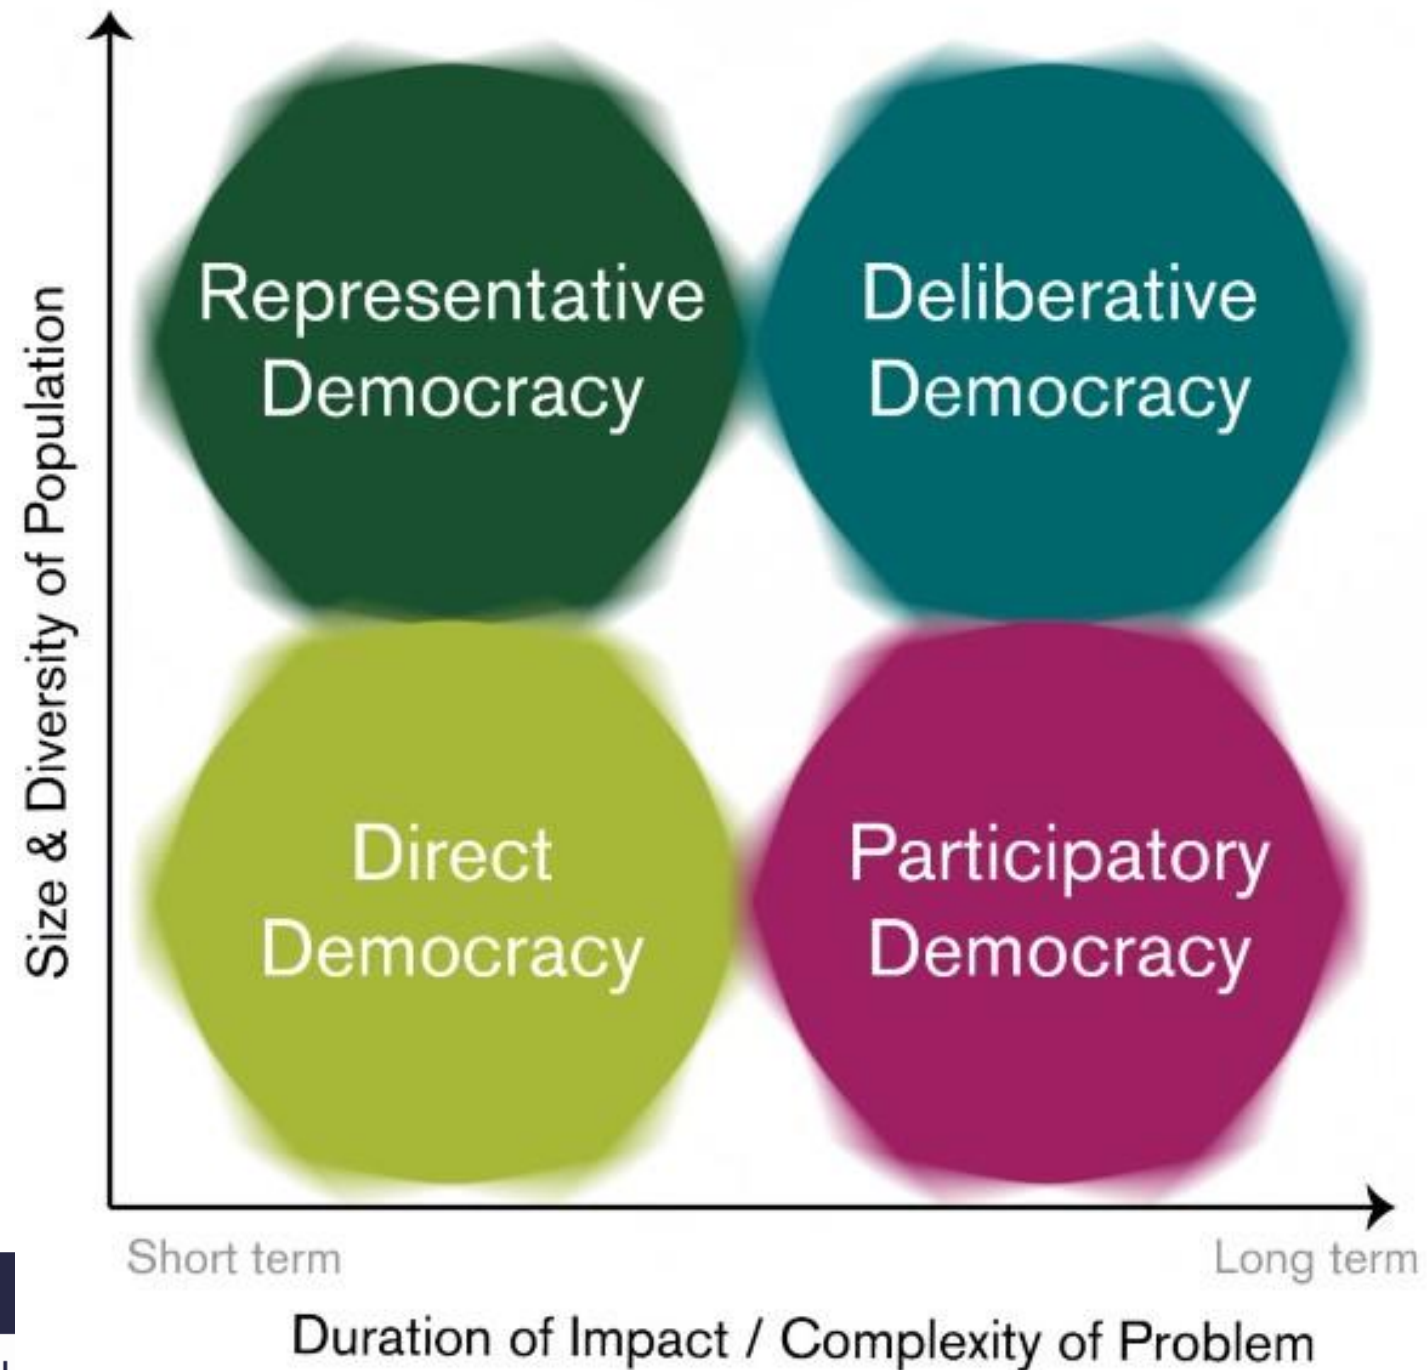 Representative
Democracy
Deliberative
Democracy
Direct
Democracy
Participatory
Democracy
Size & Diversity of Population
Short term
Long term
Duration of Impact / Complexity of Problem